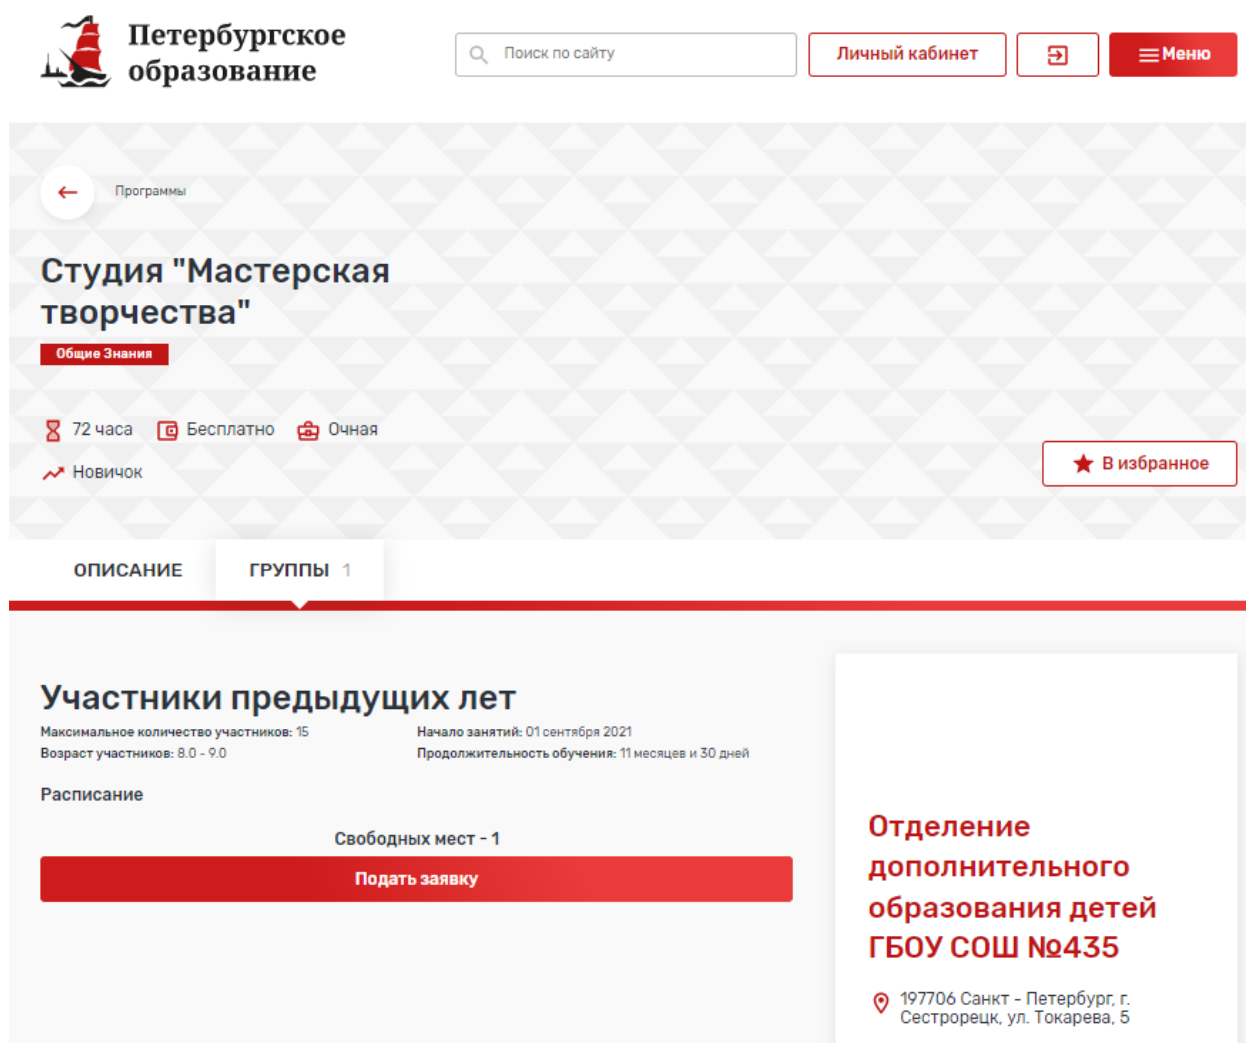 Петербургское
образование
Поиск по сайту
Личный кабинет
Меню
Программы
Студия "Мастерская
творчества"
Общие Знания
72 часа
Бесплатно
Очная
Новичок
В избранное
ОПИСАНИЕ
ГРУППЫ 1
Участники предыдущих лет
Максимальное количество участников: 15
Начало занятий: 01 сентября 2021
Возраст участников: 8.0 - 9.0
Продолжительность обучения: 11 месяцев и 30 дней
Расписание
Свободных мест - 1
Подать заявку
Отделение
дополнительного
образования детей
ГБОУ СОШ №435
197706 Санкт - Петербург, г.
Сестрорецк, ул. Токарева, 5